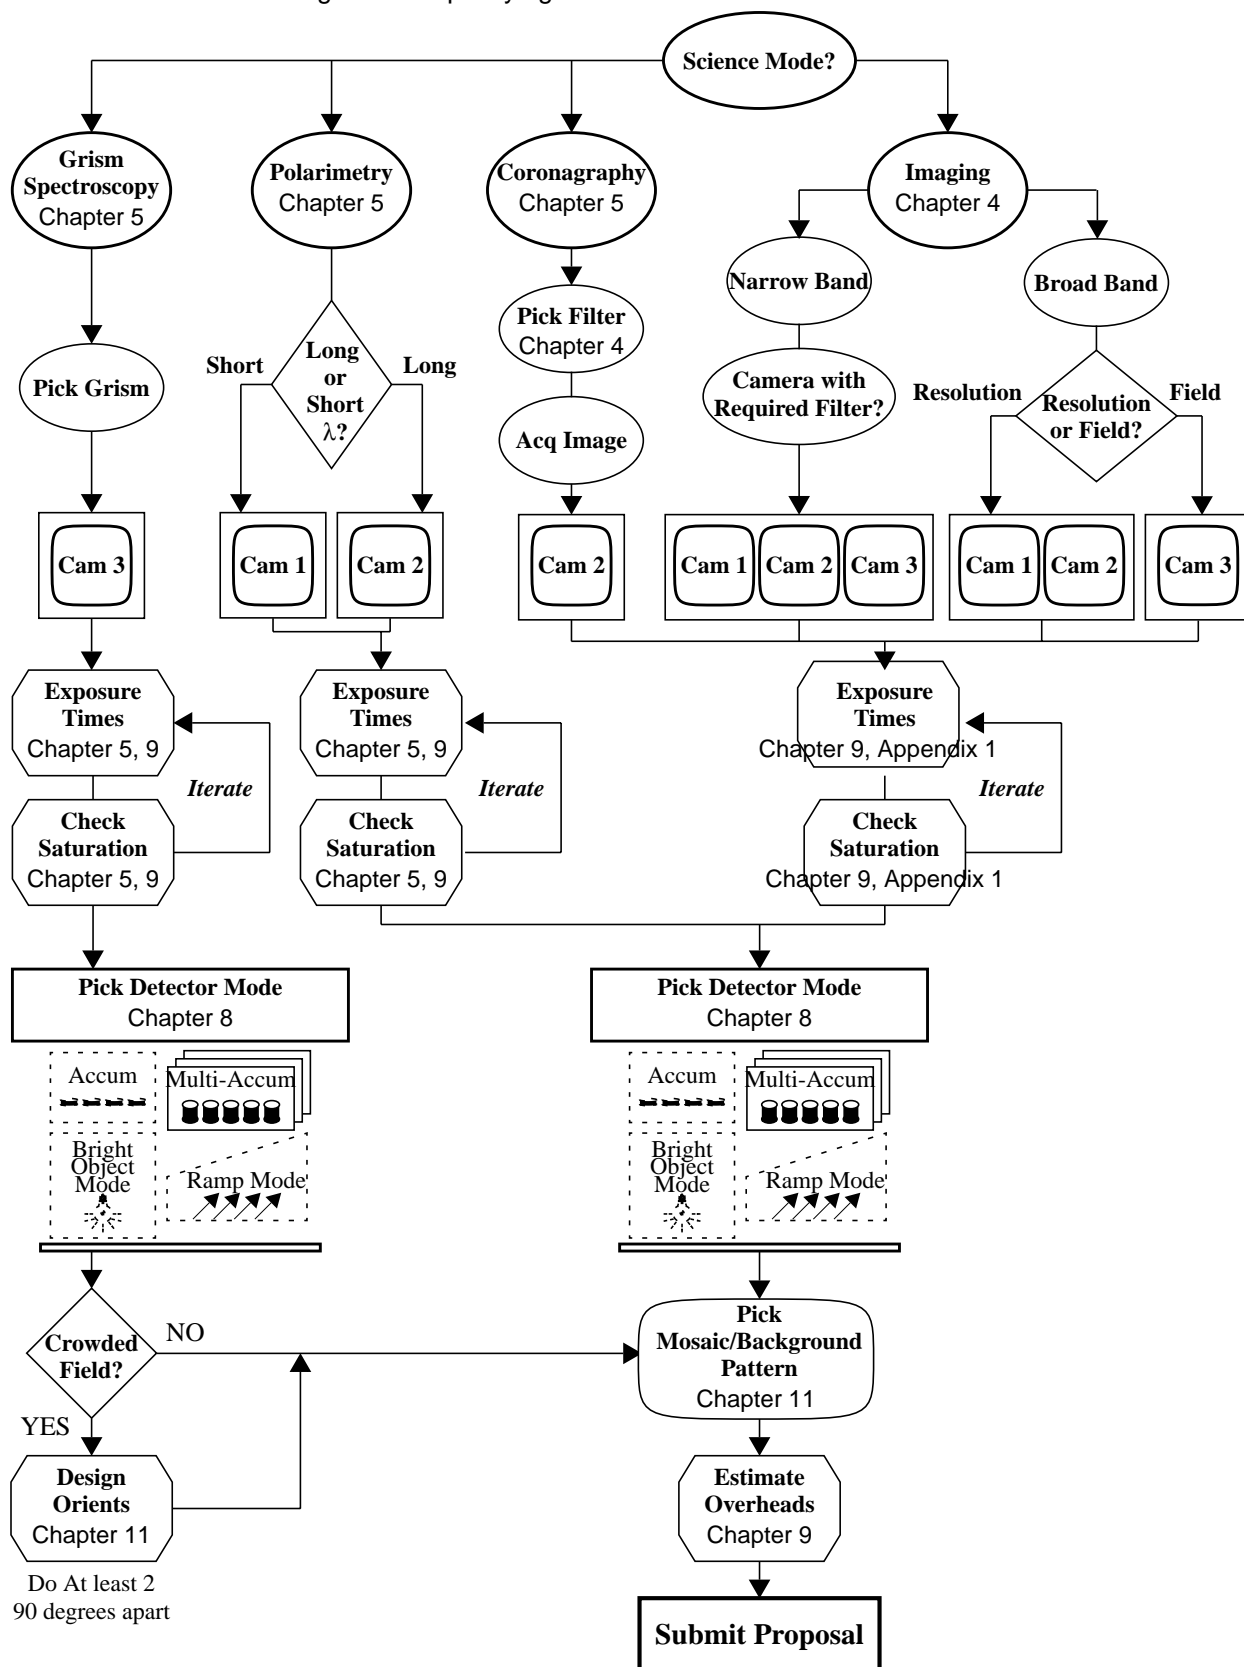 Science Mode?
Grism
Spectroscopy
Chapter 5
Polarimetry
Chapter 5
Coronagraphy
Chapter 5
Imaging
Chapter 4
Narrow Band
Broad Band
Pick Filter
Chapter 4
Pick Grism
Short
Long
or
Short
λ?
Long
Camera with
Required Filter?
Resolution
Resolution
or Field?
Field
Acq Image
Cam 3
Cam 1
Cam 2
Cam 2
Cam 1
Cam 2
Cam 3
Cam 1
Cam 2
Cam 3
Exposure
Times
Chapter 5, 9
Iterate
Check
Saturation
Chapter 5, 9
Exposure
Times
Chapter 5, 9
Iterate
Check
Saturation
Chapter 5, 9
Exposure
Times
Chapter 9, Appendix 1
Iterate
Check
Saturation
Chapter 9, Appendix 1
Pick Detector Mode
Chapter 8
Accum
Multi-Accum
Bright
Object
Mode
Ramp Mode
Pick Detector Mode
Chapter 8
Accum
Multi-Accum
Bright
Object
Mode
Ramp Mode
Crowded
Field?
NO
YES
Pick
Mosaic/Background
Pattern
Chapter 11
Design
Orients
Chapter 11
Do At least 2
90 degrees apart
Estimate
Overheads
Chapter 9
Submit Proposal